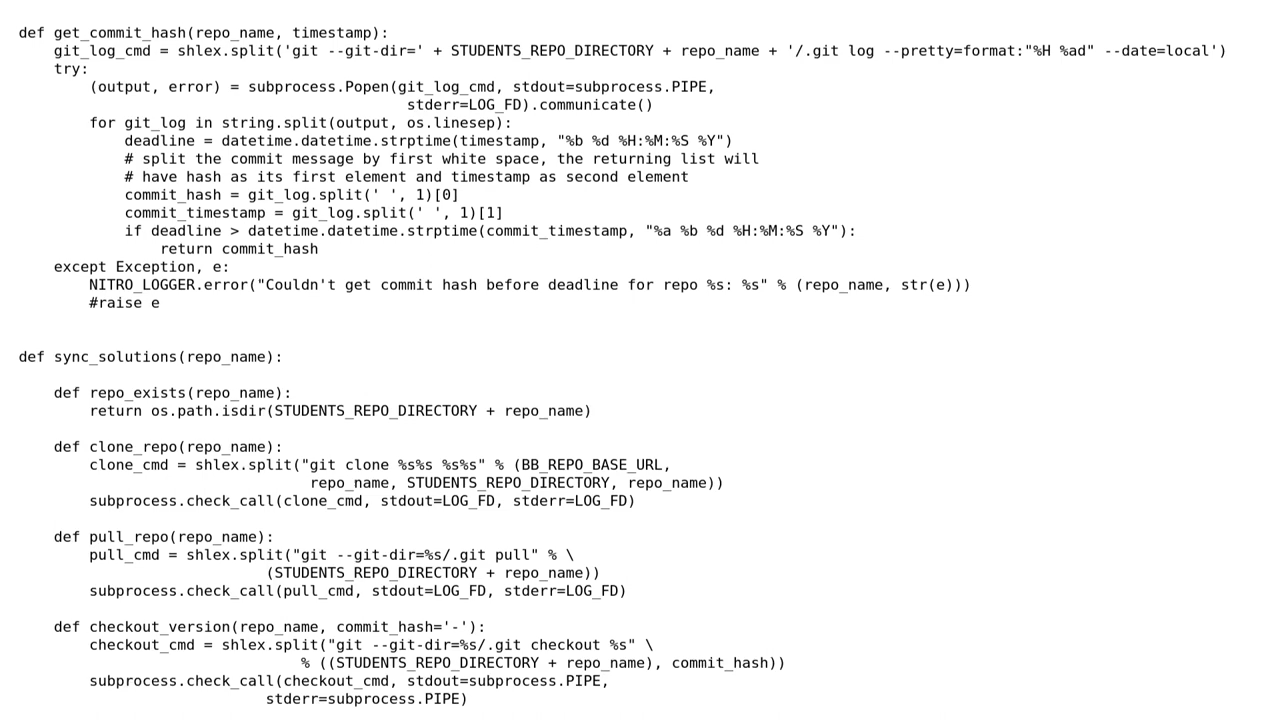 def get_commit_hash(repo_name, timestamp):
    git_log_cmd = shlex.split('git --git-dir=' + STUDENTS_REPO_DIRECTORY + repo_name + '/.git log --pretty=format:"%H %ad" --date=local')
    try:
        (output, error) = subprocess.Popen(git_log_cmd, stdout=subprocess.PIPE,
                                            stderr=LOG_FD).communicate()
        for git_log in string.split(output, os.linesep):
            deadline = datetime.datetime.strptime(timestamp, "%b %d %H:%M:%S %Y")
            # split the commit message by first white space, the returning list will
            # have hash as its first element and timestamp as second element
            commit_hash = git_log.split(' ', 1)[0]
            commit_timestamp = git_log.split(' ', 1)[1]
            if deadline > datetime.datetime.strptime(commit_timestamp, "%a %b %d %H:%M:%S %Y"):
                return commit_hash
    except Exception, e:
        NITRO_LOGGER.error("Couldn't get commit hash before deadline for repo %s: %s" % (repo_name, str(e)))
        #raise e
def sync_solutions(repo_name):
    def repo_exists(repo_name):
        return os.path.isdir(STUDENTS_REPO_DIRECTORY + repo_name)
    def clone_repo(repo_name):
        clone_cmd = shlex.split("git clone %s%s %s%s" % (BB_REPO_BASE_URL,
                                 repo_name, STUDENTS_REPO_DIRECTORY, repo_name))
        subprocess.check_call(clone_cmd, stdout=LOG_FD, stderr=LOG_FD)
    def pull_repo(repo_name):
        pull_cmd = shlex.split("git --git-dir=%s/.git pull" % \
                            (STUDENTS_REPO_DIRECTORY + repo_name))
        subprocess.check_call(pull_cmd, stdout=LOG_FD, stderr=LOG_FD)
    def checkout_version(repo_name, commit_hash='-'):
        checkout_cmd = shlex.split("git --git-dir=%s/.git checkout %s" \
                                % ((STUDENTS_REPO_DIRECTORY + repo_name), commit_hash))
        subprocess.check_call(checkout_cmd, stdout=subprocess.PIPE,
                            stderr=subprocess.PIPE)